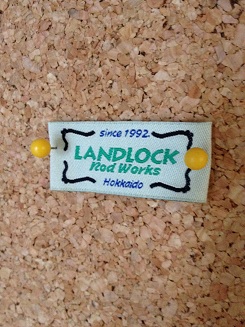 since 1992
LANDLOCK
Rod Works
Hokkaido